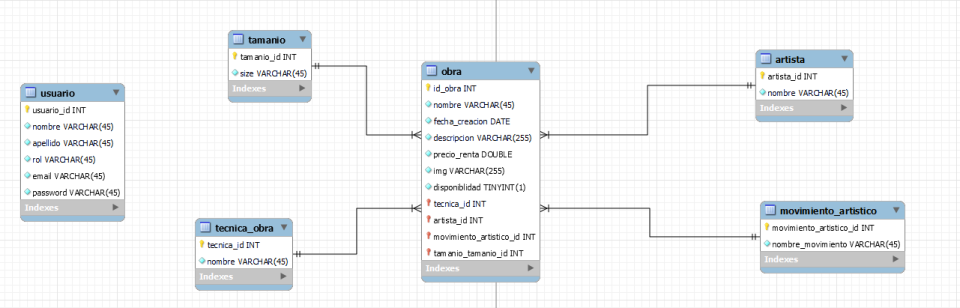 usuario
usuario_id INT
nombre VARCHAR(45)
apellido VARCHAR(45)
rol VARCHAR(45)
email VARCHAR(45)
password VARCHAR(45)
Indexes
tamanio
tamanio_id INT
size VARCHAR(45)
Indexes
tecnica_obra
tecnica_id INT
nombre VARCHAR(45)
Indexes
obra
id_obra INT
nombre VARCHAR(45)
fecha_creacion DATE
descripcion VARCHAR(255)
precio_renta DOUBLE
img VARCHAR(255)
disponiblidad TINYINT(1)
tecnica_id INT
artista_id INT
movimiento_artistico_id INT
tamanio_tamanio_id INT
Indexes
artista
artista_id INT
nombre VARCHAR(45)
Indexes
movimiento_artistico
movimiento_artistico_id INT
nombre_movimiento VARCHAR(45)
Indexes